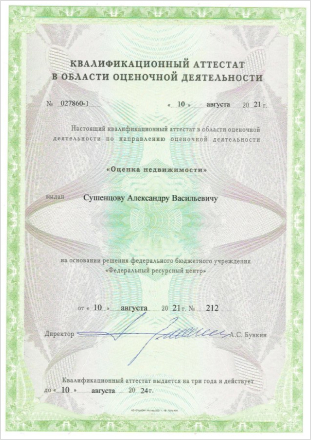 КВАЛИФИКАЦИОННЫЙ АТТЕСТАТ
В ОБЛАСТИ ОЦЕНОЧНОЙ ДЕЯТЕЛЬНОСТИ
№ 027860-1 « 10 » августа 20 21 г.
Настоящий квалификационный аттестат в области оценочной
деятельности по направлению оценочной деятельности
«Оценка недвижимости»
выдан Сушенцову Александру Васильевичу
на основании решения федерального бюджетного учреждения
«Федеральный ресурсный центр»
от « 10 » августа 20 21 г. № 212
Директор А.С. Бункин
Квалификационный аттестат выдается на три года и действует
до « 10 » августа 20 24 г.